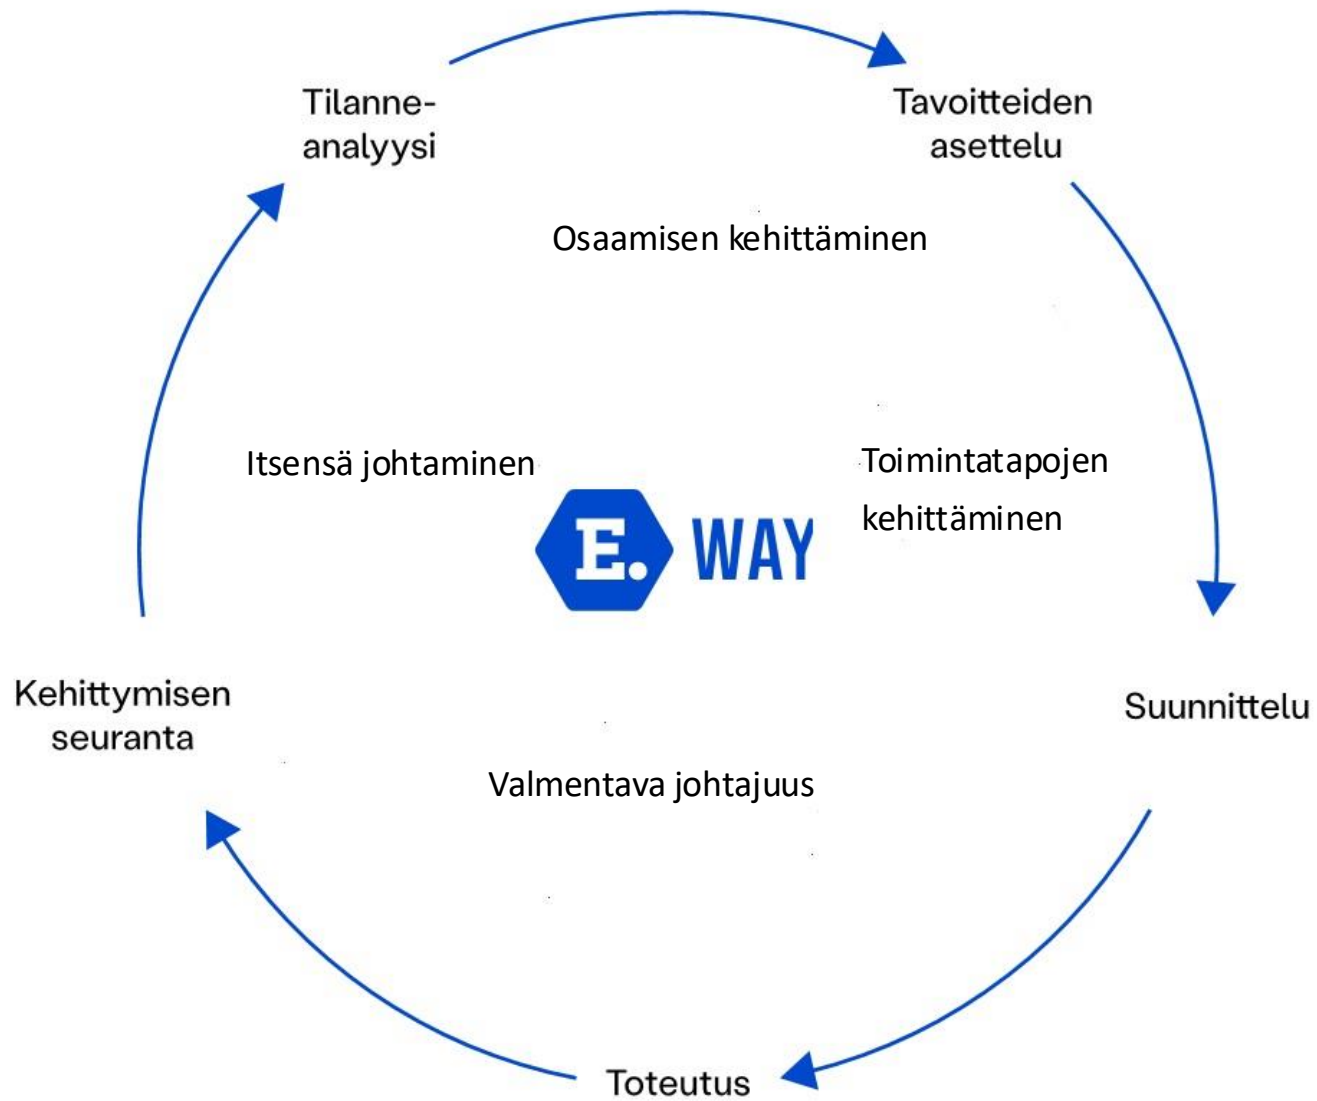 Tilanne-
analyysi
Tavoitteiden
asettelu
Osaamisen kehittäminen
Itsensä johtaminen
Toimintatapojen
kehittäminen
E. WAY
Kehittymisen
seuranta
Suunnittelu
Valmentava johtajuus
Toteutus